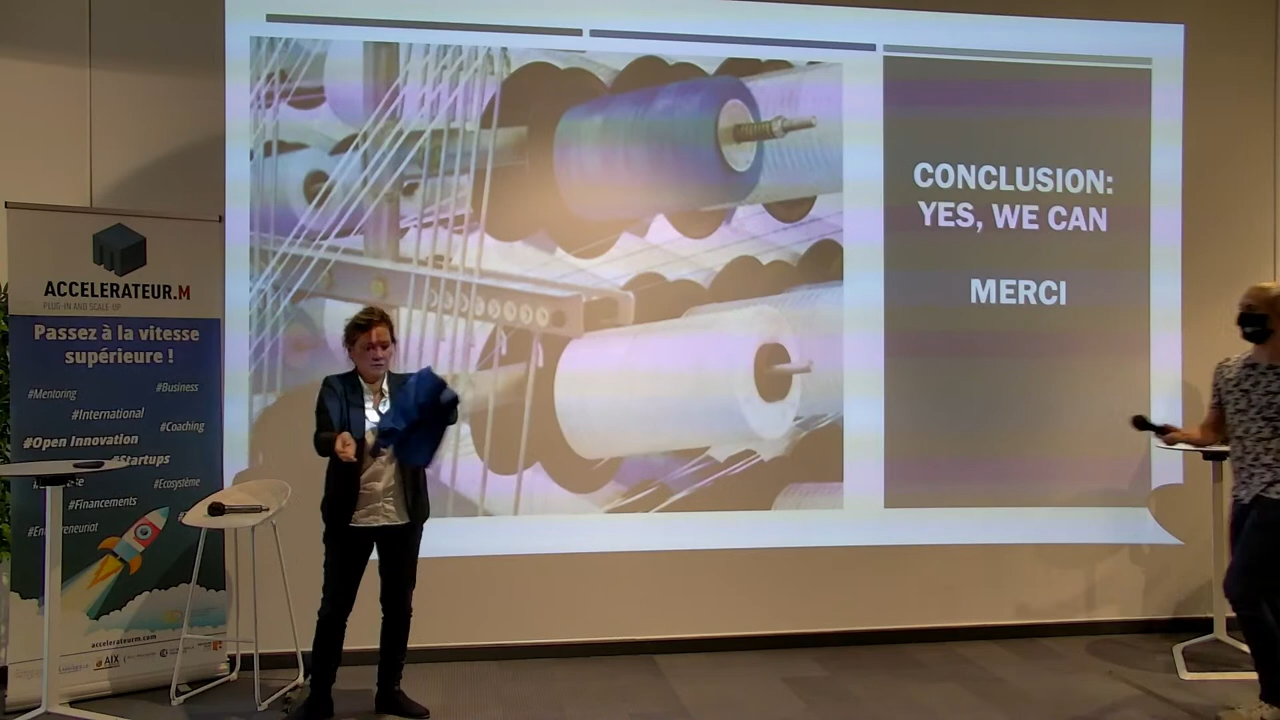 ACCELERATEUR.M
PLUG-IN AND SCALE-UP
Passez à la vitesse
supérieure !
#Mentoring
#Business
#International
#Coaching
#Open Innovation
#Startups
#Ecosystème
#Financements
accelerateurm.com
AIX
CONCLUSION:
YES, WE CAN
MERCI